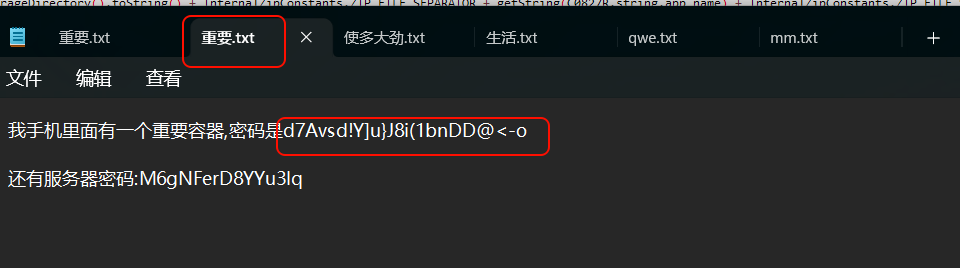 rageDirectory().toString() + InternalZipConstants.ZIP_FILE_SEPARATOR + getString(C0827R.string.app_name) + InternalZipConstants.ZIP_FILE
重要.txt 重要.txt 使多大劲.txt 生活.txt qwe.txt mm.txt
文件 编辑 查看
我手机里面有一个重要容器,密码是d7Avsd!Y]u}J8i(1bnDD@<-o
还有服务器密码:M6gNFerD8YYu3lq